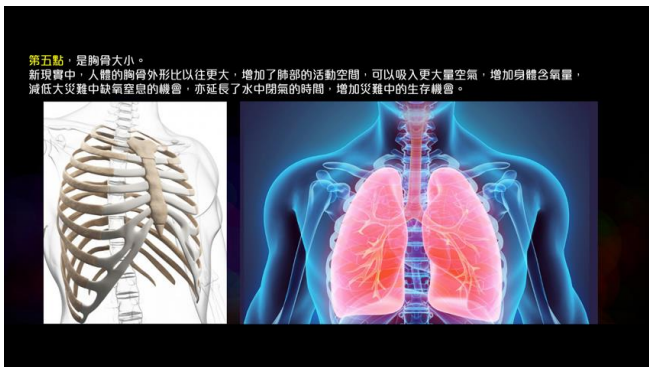 第五點，是胸骨大小。
新現實中，人體的胸骨外形比以往更大，增加了肺部的活動空間，可以吸入更大量空氣，增加身體含氧量，
減低大災難中缺氧窒息的機會，亦延長了水中閉氣的時間，增加災難中的生存機會。